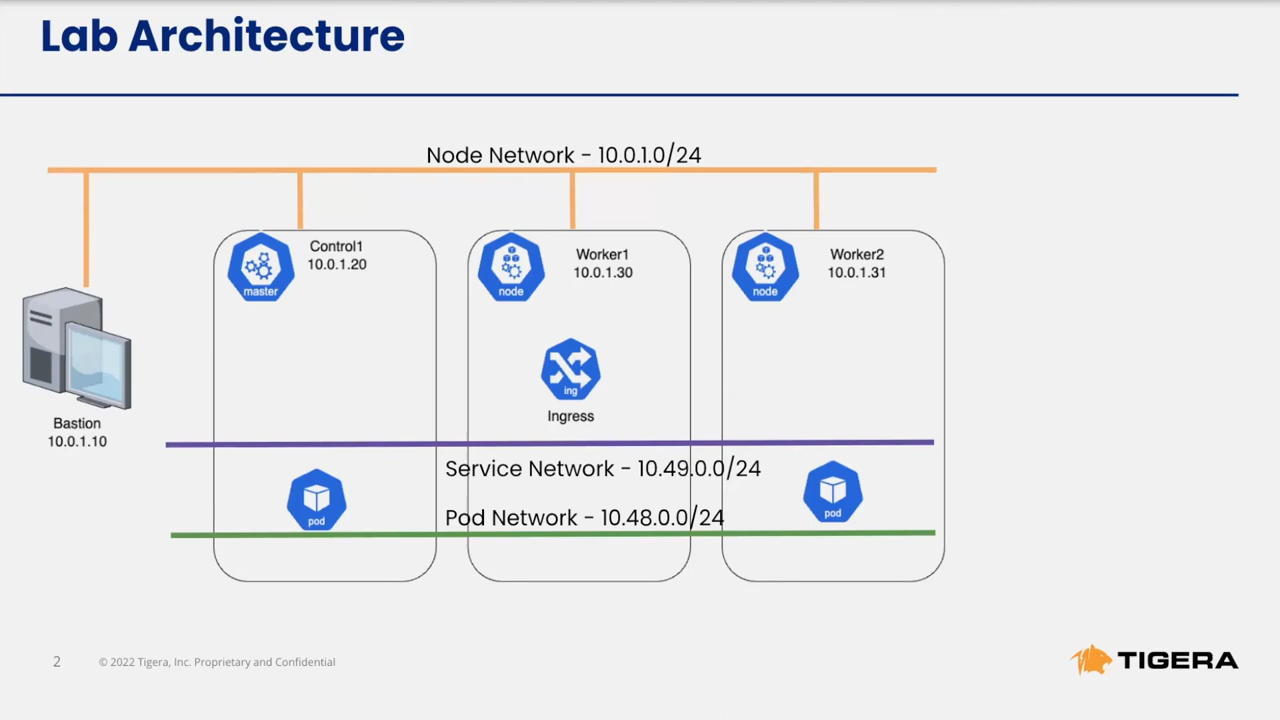 Lab Architecture
Node Network - 10.0.1.0/24
master
Control1
10.0.1.20
node
Worker1
10.0.1.30
node
Worker2
10.0.1.31
ing
Ingress
Bastion
10.0.1.10
Service Network - 10.49.0.0/24
pod
Pod Network - 10.48.0.0/24
pod
2
© 2022 Tigera, Inc. Proprietary and Confidential
TIGERA